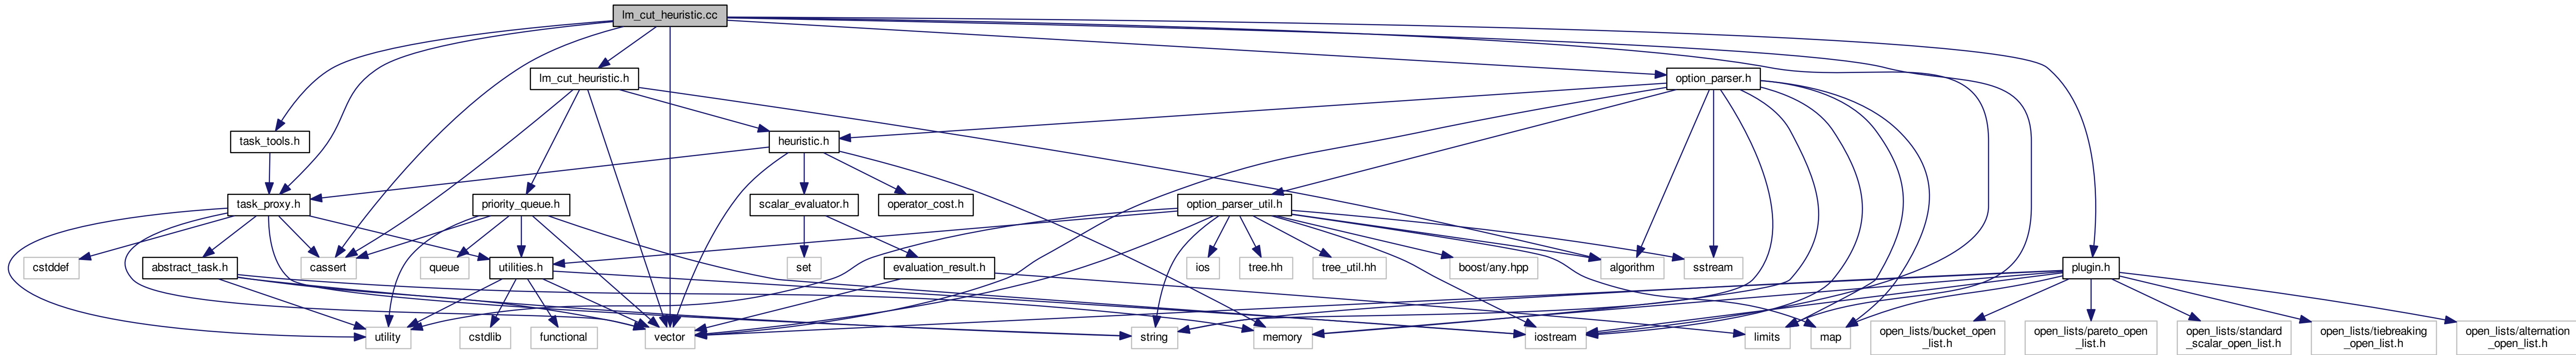 lm_cut_heuristic.cc
lm_cut_heuristic.h
option_parser.h
task_tools.h
heuristic.h
task_proxy.h
priority_queue.h
scalar_evaluator.h
operator_cost.h
option_parser_util.h
cstddef
abstract_task.h
cassert
queue
utilities.h
set
evaluation_result.h
ios
tree.hh
tree_util.hh
boost/any.hpp
algorithm
sstream
plugin.h
utility
cstdlib
functional
vector
string
memory
iostream
limits
map
open_lists/bucket_open
_list.h
open_lists/pareto_open
_list.h
open_lists/standard
_scalar_open_list.h
open_lists/tiebreaking
_open_list.h
open_lists/alternation
_open_list.h